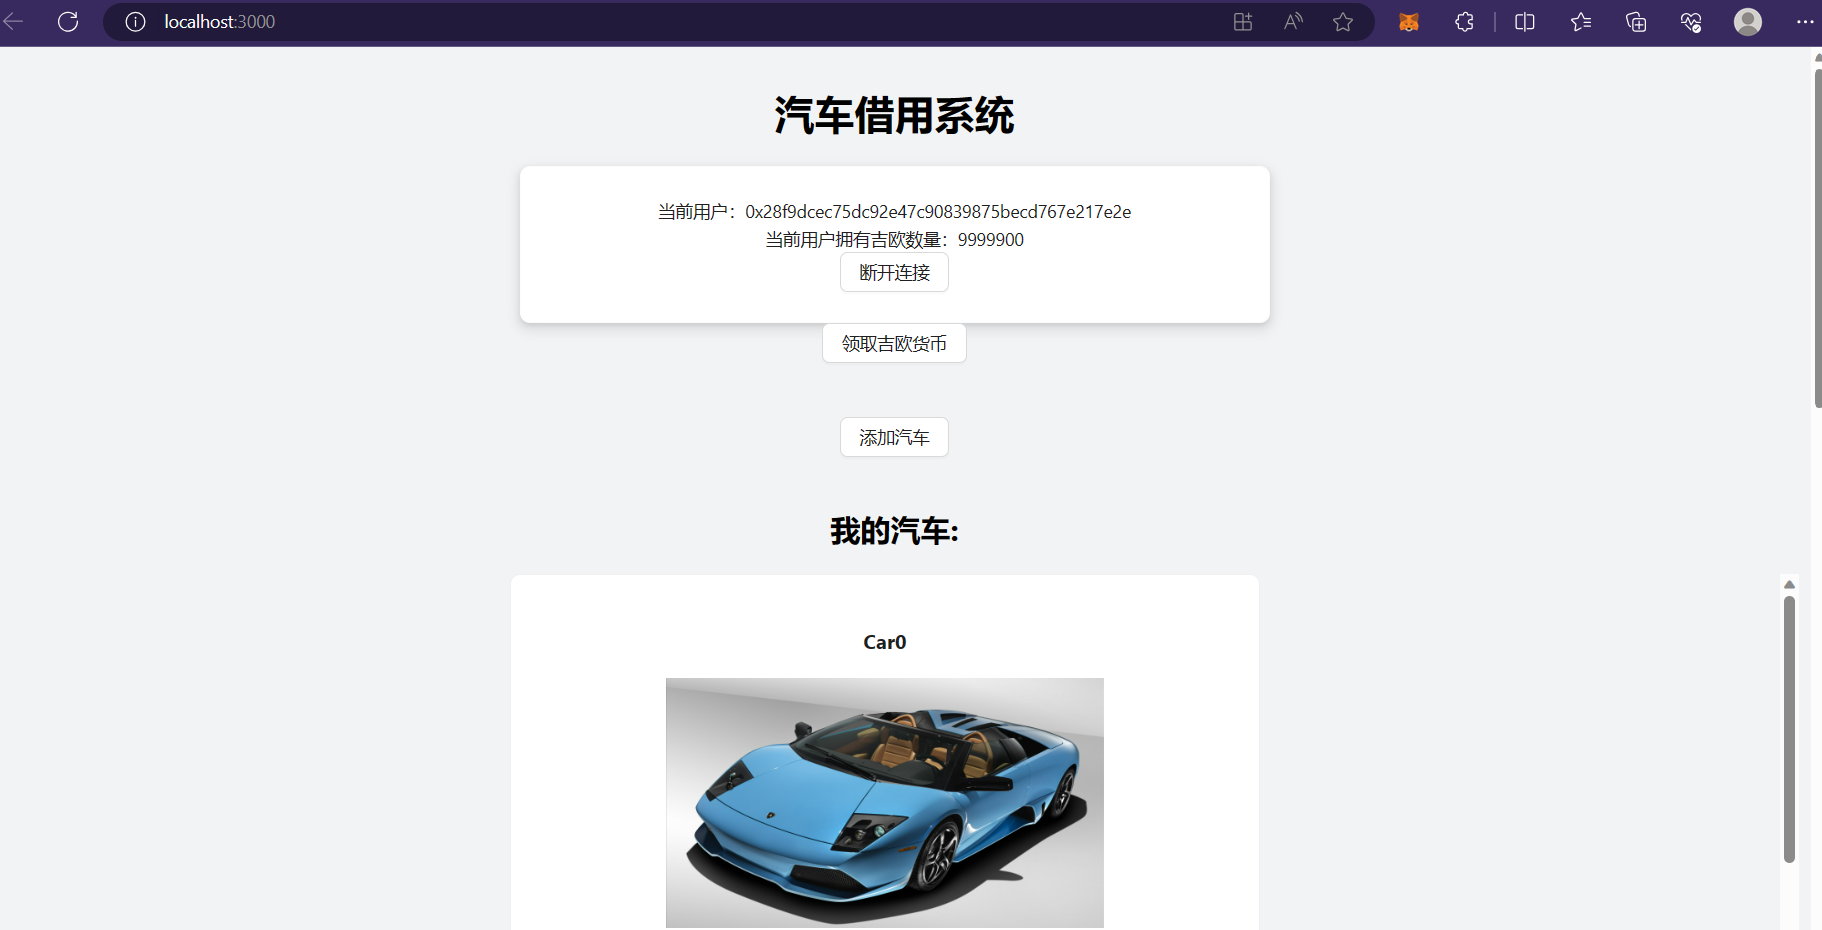 localhost:3000
汽车借用系统
当前用户：0x28f9dcec75dc92e47c90839875becd767e217e2e
当前用户拥有吉欧数量：9999900
断开连接
领取吉欧货币
添加汽车
我的汽车:
Car0